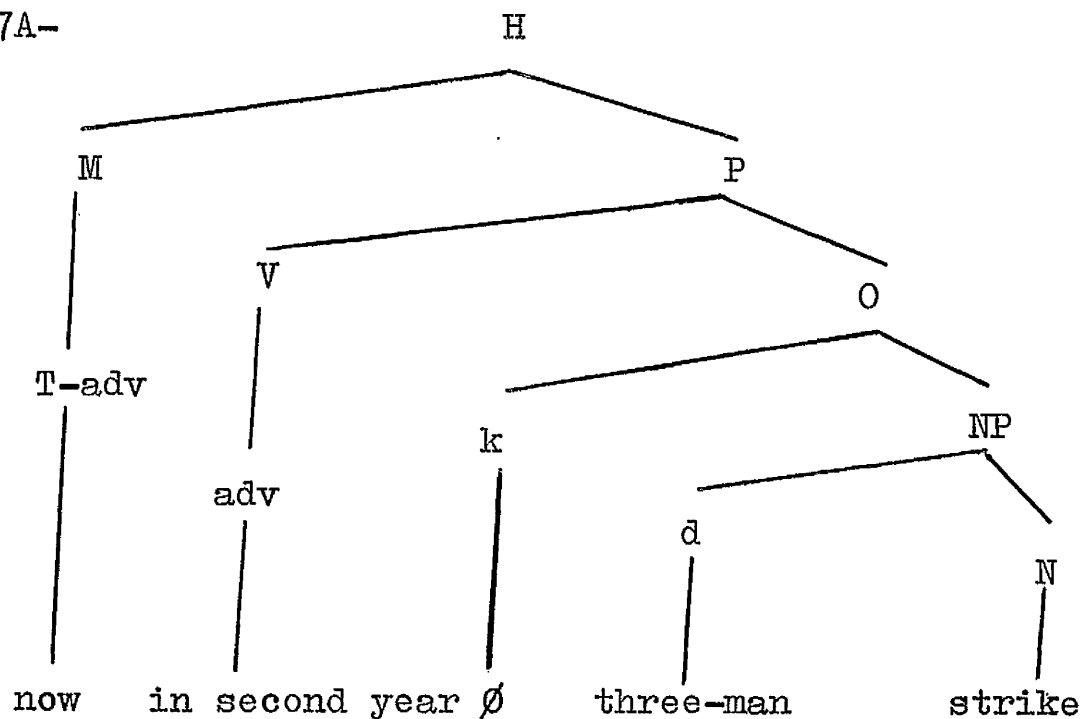 7A- H
M P
V O
T-adv
k NP
adv
d
N
now in second year Ø three-man strike